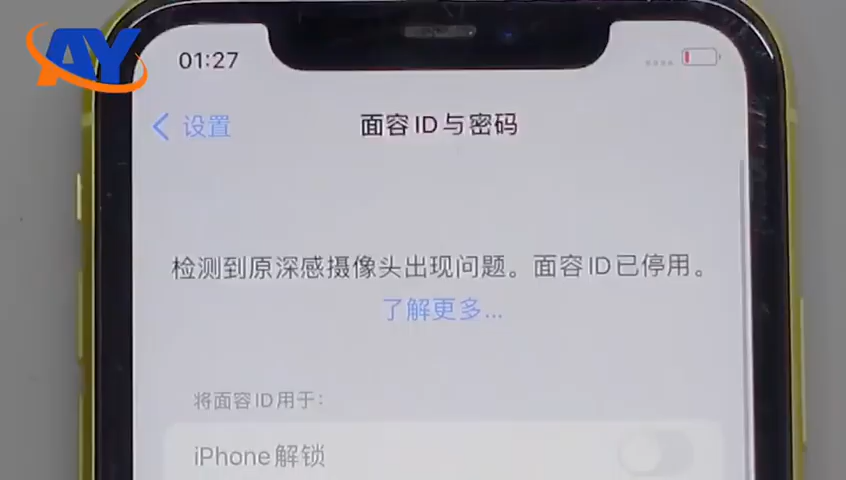 AY
01:27
设置
面容ID与密码
检测到原深感摄像头出现问题。面容ID已停用。
了解更多...
将面容ID用于：
iPhone解锁